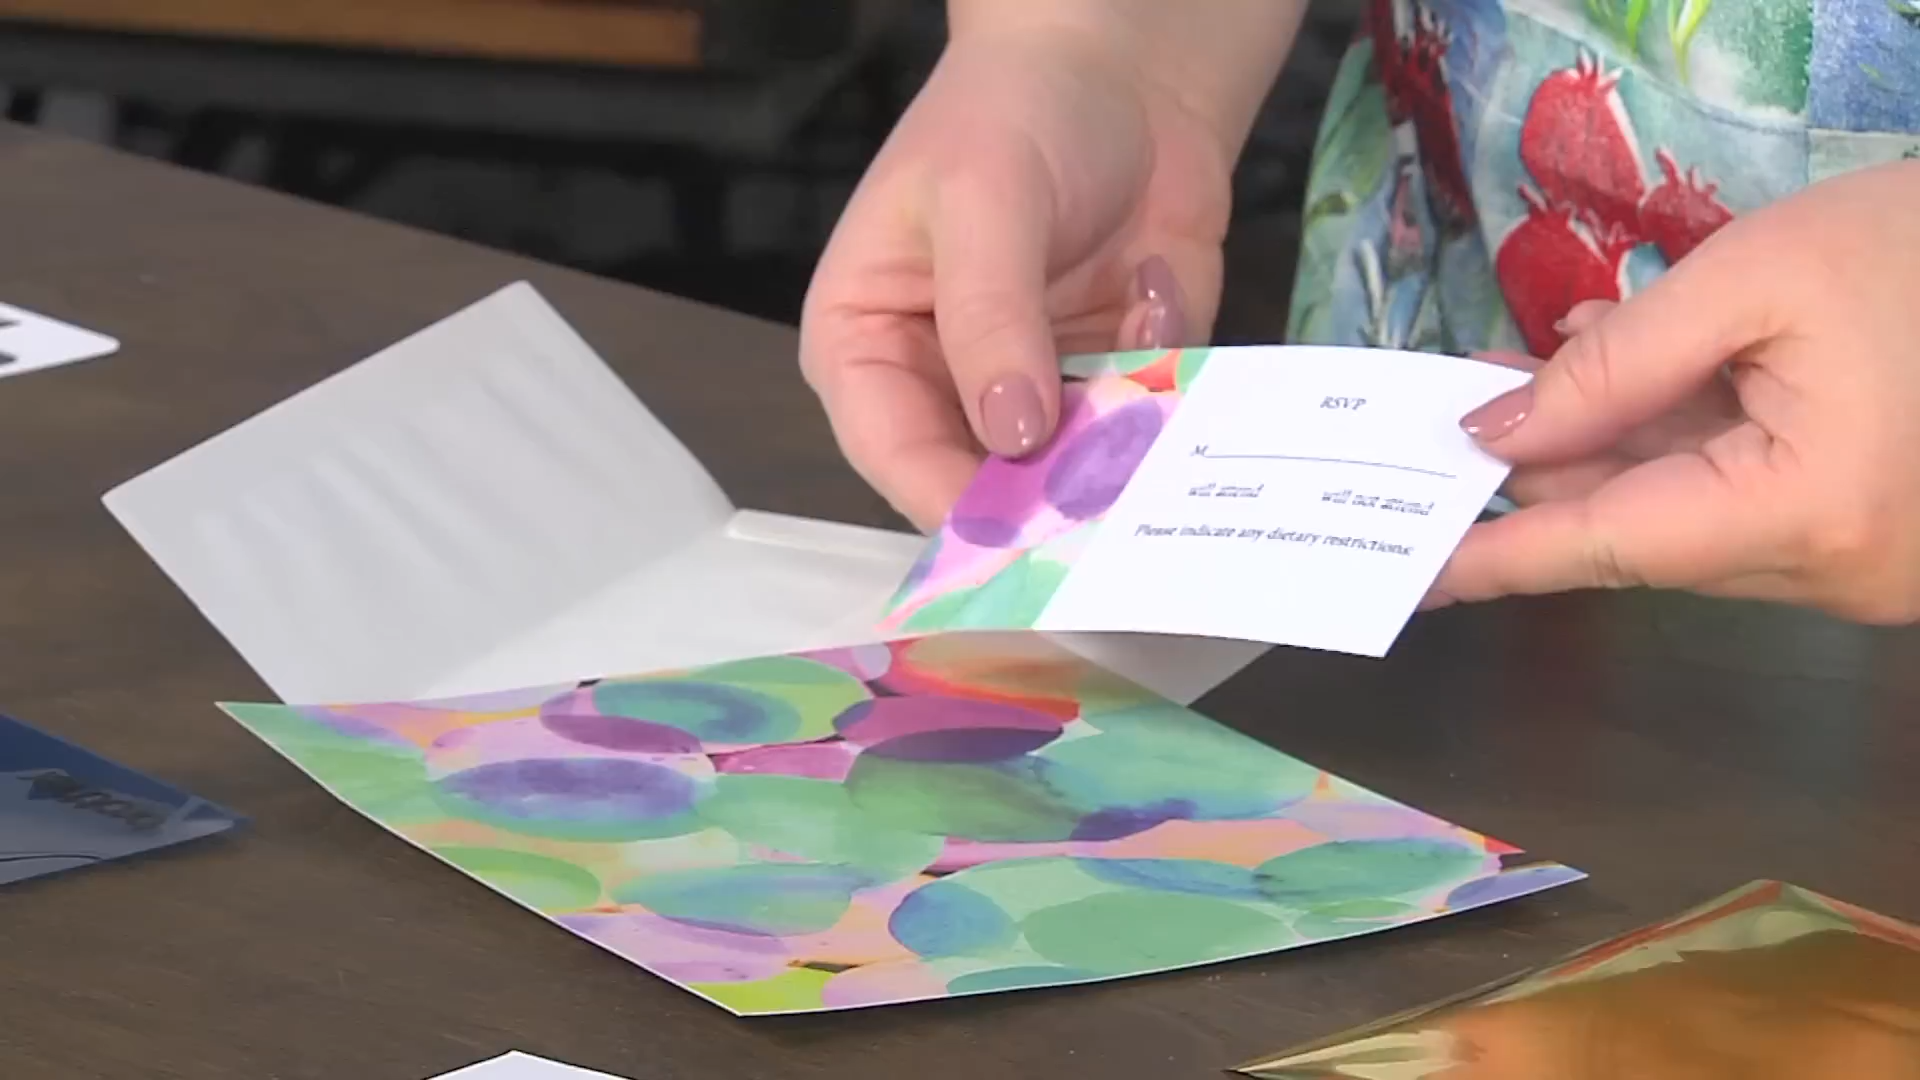 RSVP
M
will attend will not attend
Please indicate any dietary restrictions: